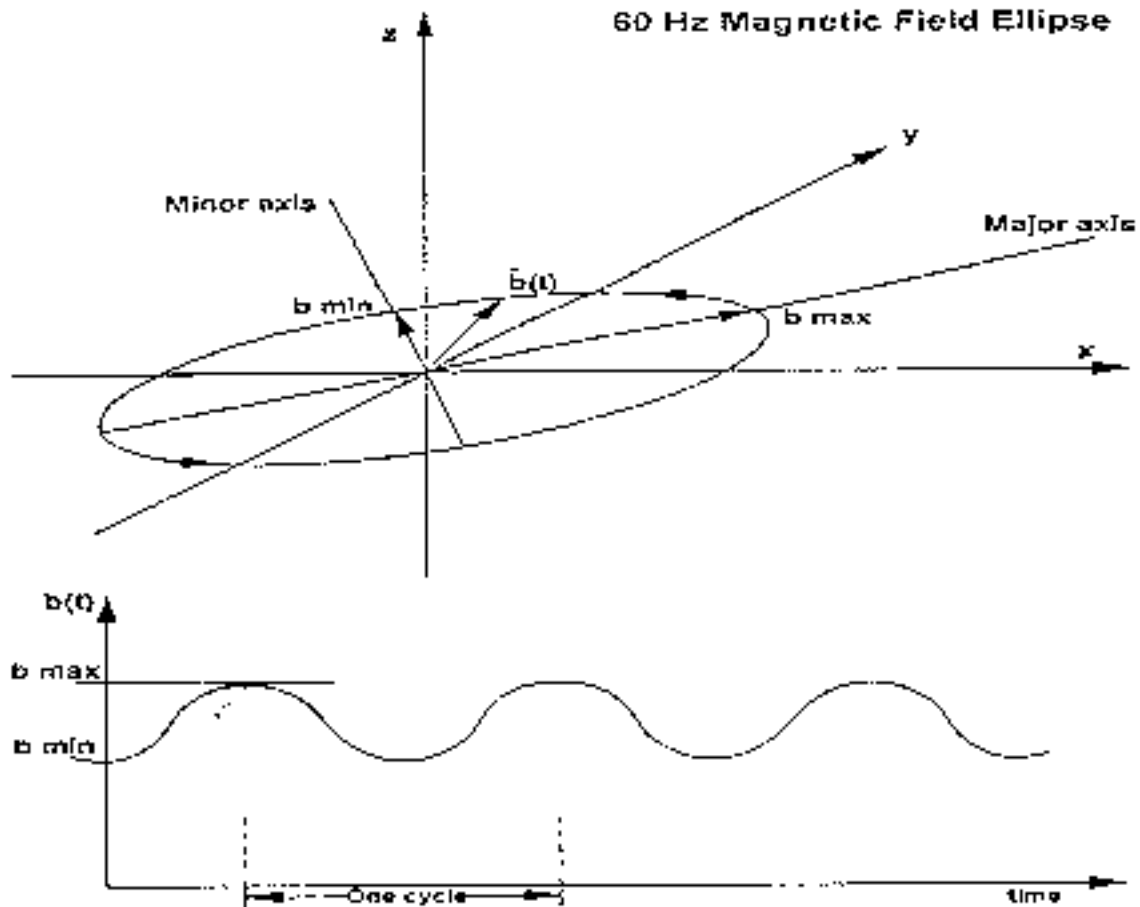 60 Hz Magnetic Field Ellipse
z
y
Minor axis
Major axis
b(t)
b min
b max
x
b(t)
b max
b min
One cycle
time